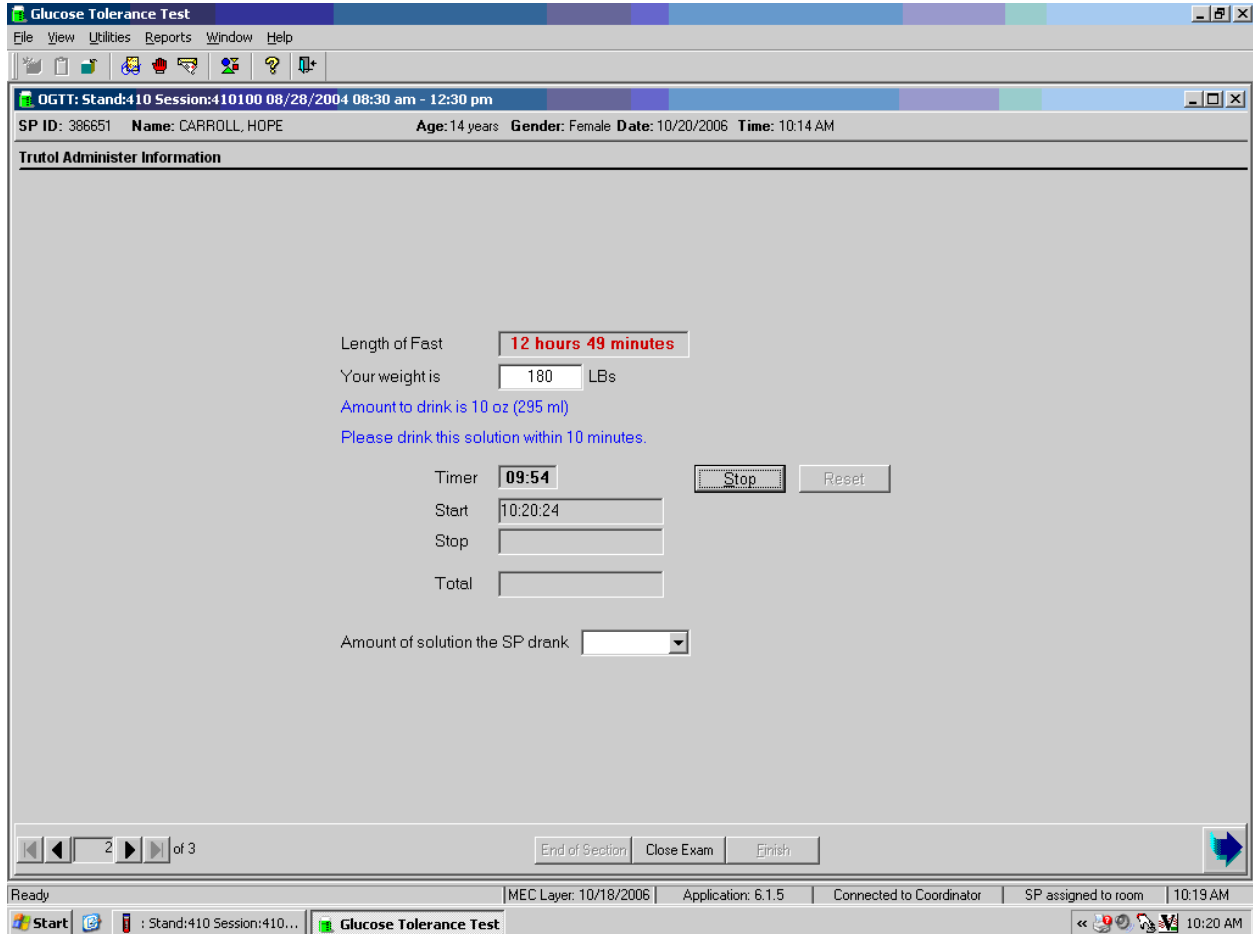 Glucose Tolerance Test
File View Utilities Reports Window Help
OGTT: Stand:410 Session:410100 08/28/2004 08:30 am - 12:30 pm
SP ID: 386651 Name: CARROLL, HOPE Age: 14 years Gender: Female Date: 10/20/2006 Time: 10:14 AM
Trutol Administer Information
Length of Fast 12 hours 49 minutes
Your weight is 180 LBs
Amount to drink is 10 oz (295 ml)
Please drink this solution within 10 minutes.
Timer 09:54 Stop Reset
Start 10:20:24
Stop
Total
Amount of solution the SP drank
2 of 3 End of Section Close Exam Finish
Ready MEC Layer: 10/18/2006 Application: 6.1.5 Connected to Coordinator SP assigned to room 10:19 AM
Start : Stand:410 Session:410... Glucose Tolerance Test « 10:20 AM